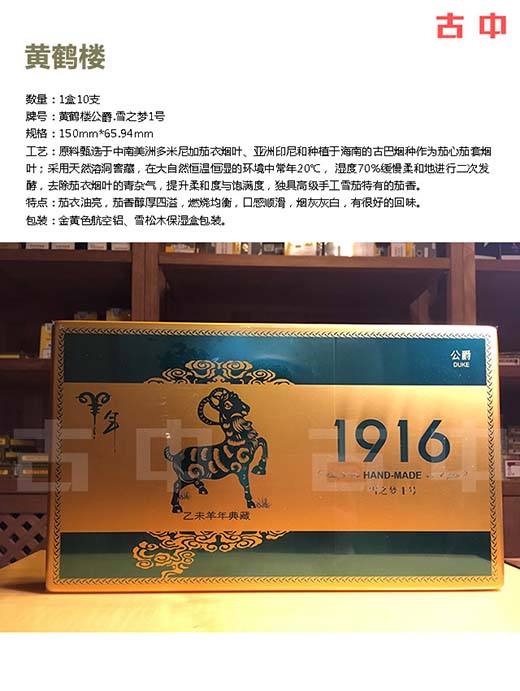 古中
黄鹤楼
数量：1盒10支
牌号：黄鹤楼公爵.雪之梦1号
规格：150mm*65.94mm
工艺：原料甄选于中南美洲多米尼加茄衣烟叶、亚洲印尼和种植于海南的古巴烟种作为茄心茄套烟
叶；采用天然溶洞窖藏，在大自然恒温恒湿的环境中常年20℃， 湿度70%缓慢柔和地进行二次发
酵，去除茄衣烟叶的青杂气，提升柔和度与饱满度，独具高级手工雪茄特有的茄香。
特点：茄衣油亮，茄香醇厚四溢，燃烧均衡，口感顺滑，烟灰灰白，有很好的回味。
包装：金黄色航空铝、雪松木保湿盒包装。
公爵
DUKE
羊年
1916
HAND-MADE
雪之梦1号
乙未羊年典藏
古中 古中